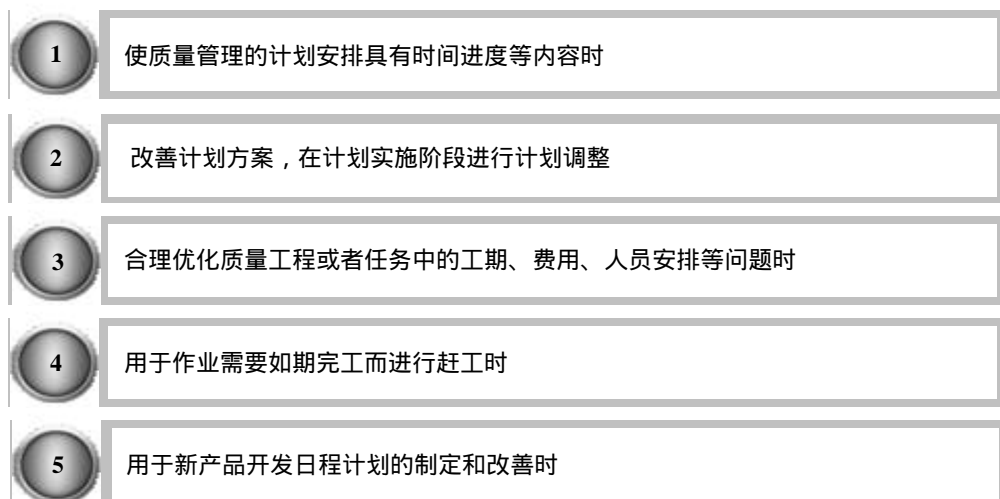 1 使质量管理的计划安排具有时间进度等内容时
2 改善计划方案，在计划实施阶段进行计划调整
3 合理优化质量工程或者任务中的工期、费用、人员安排等问题时
4 用于作业需要如期完工而进行赶工时
5 用于新产品开发日程计划的制定和改善时